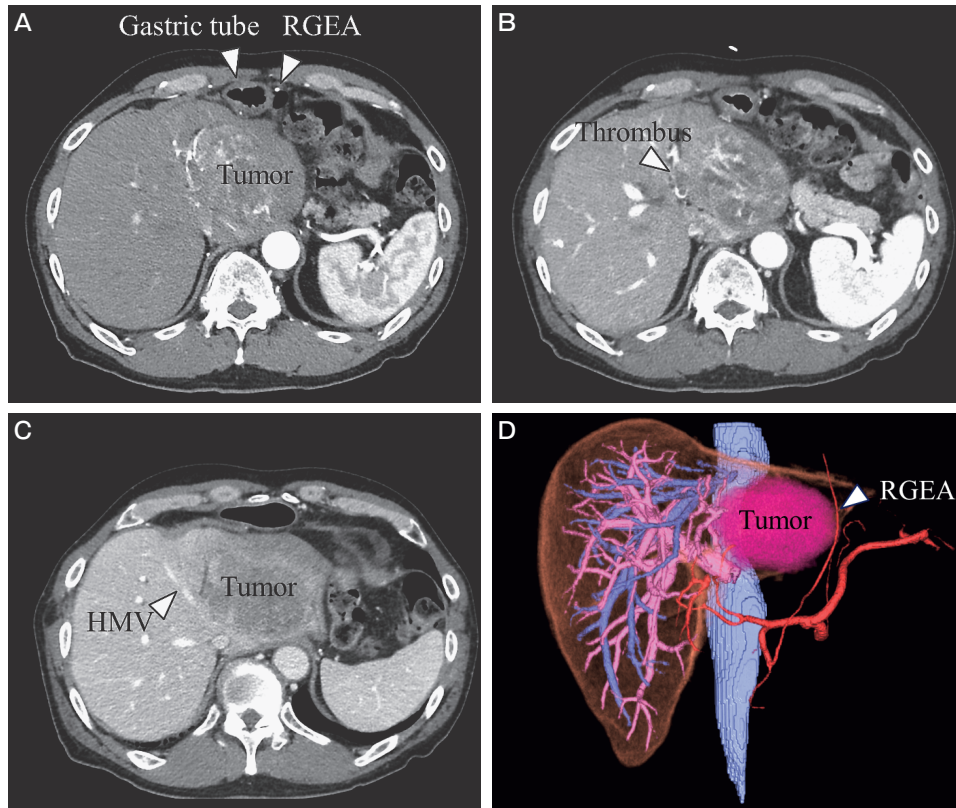 A
Gastric tube
RGEA
Tumor
B
Thrombus
C
Tumor
HMV
D
RGEA
Tumor